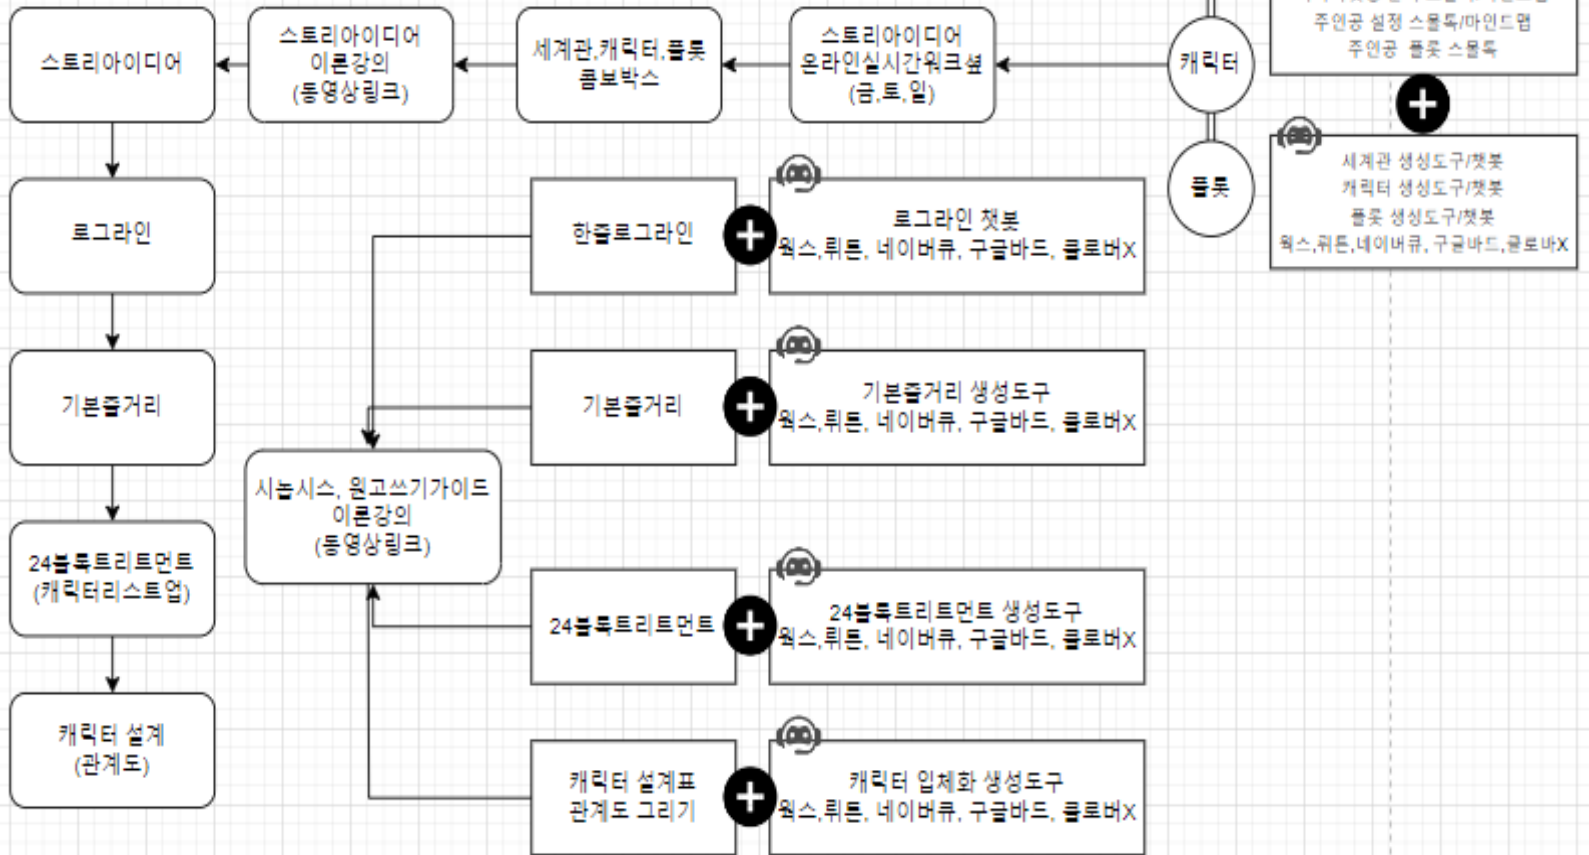 스토리아이디어
스토리아이디어
이론강의
(동영상링크)
세계관,캐릭터,플롯
콤보박스
스토리아이디어
온라인실시간워크샾
(금,토,일)
캐릭터
주인공 설정 스몰톡/마인드맵
주인공 플롯 스몰톡
플롯
세계관 생성도구/챗봇
캐릭터 생성도구/챗봇
플롯 생성도구/챗봇
웍스,뤼튼,네이버큐, 구글바드,클로바X
로그라인
한줄로그라인
로그라인 챗봇
웍스,뤼튼, 네이버큐, 구글바드, 클로버X
기본줄거리
기본줄거리
기본줄거리 생성도구
웍스,뤼튼, 네이버큐, 구글바드, 클로버X
시놉시스, 원고쓰기가이드
이론강의
(동영상링크)
24블록트리트먼트
(캐릭터리스트업)
24블록트리트먼트
24블록트리트먼트 생성도구
웍스,뤼튼, 네이버큐, 구글바드, 클로버X
캐릭터 설계
(관계도)
캐릭터 설계표
관계도 그리기
캐릭터 입체화 생성도구
웍스,뤼튼, 네이버큐, 구글바드, 클로버X